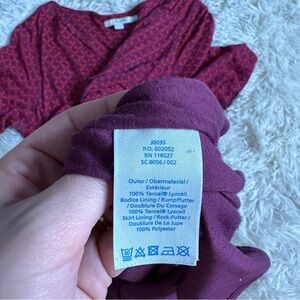 J0035
P.O. 602052
RN 118027
SC 8056 / 002
Outer / Obermaterial /
Extérieur
100% Tencel® Lyocell
Bodice Lining / Rumpffutter
/ Doublure Du Corsage
100% Tencel® Lyocell
Skirt Lining / Rock-Futter /
Doublure De La Jupe
100% Polyester